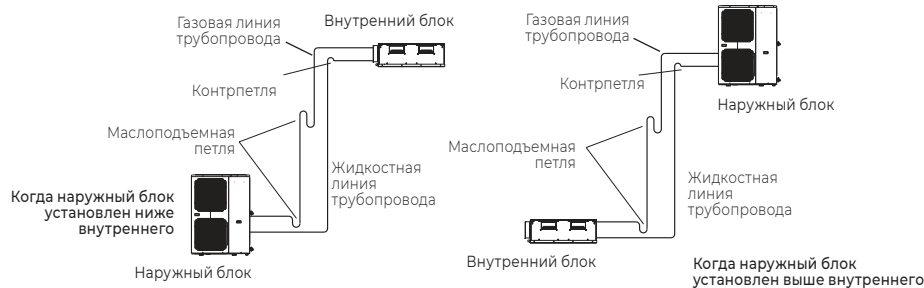 Газовая линия
трубопровода
Внутренний блок
Контрпетля
Маслоподъемная
петля
Жидкостная
линия
трубопровода
Когда наружный блок
установлен ниже
внутреннего
Наружный блок
Газовая линия
трубопровода
Контрпетля
Наружный блок
Маслоподъемная
петля
Жидкостная
линия
трубопровода
Внутренний блок
Когда наружный блок
установлен выше внутреннего